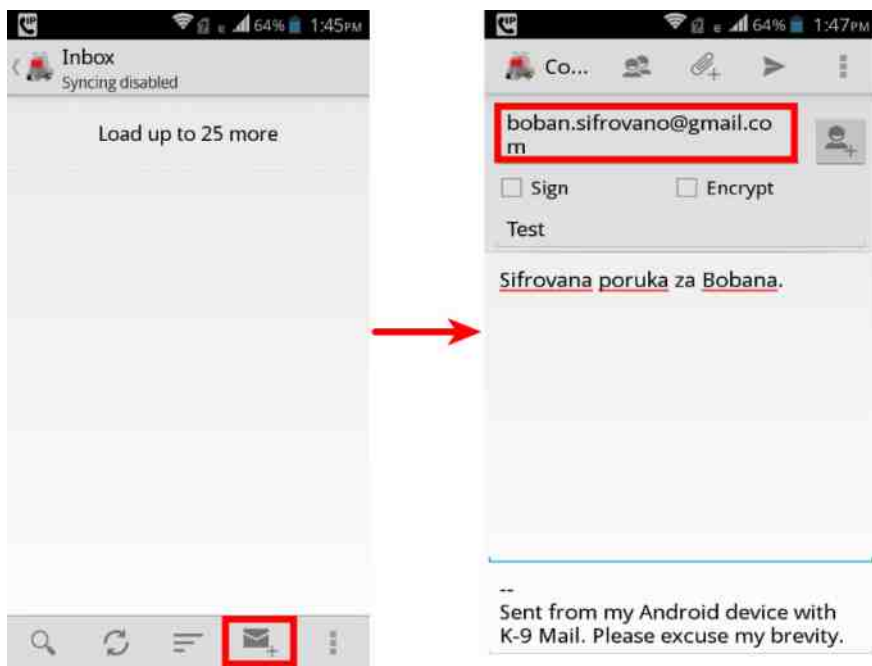 64% 1:45PM
Inbox
Syncing disabled
Load up to 25 more
64% 1:47PM
Co...
boban.sifrovano@gmail.co
m
Sign Encrypt
Test
Sifrovana poruka za Bobana.
--
Sent from my Android device with
K-9 Mail. Please excuse my brevity.